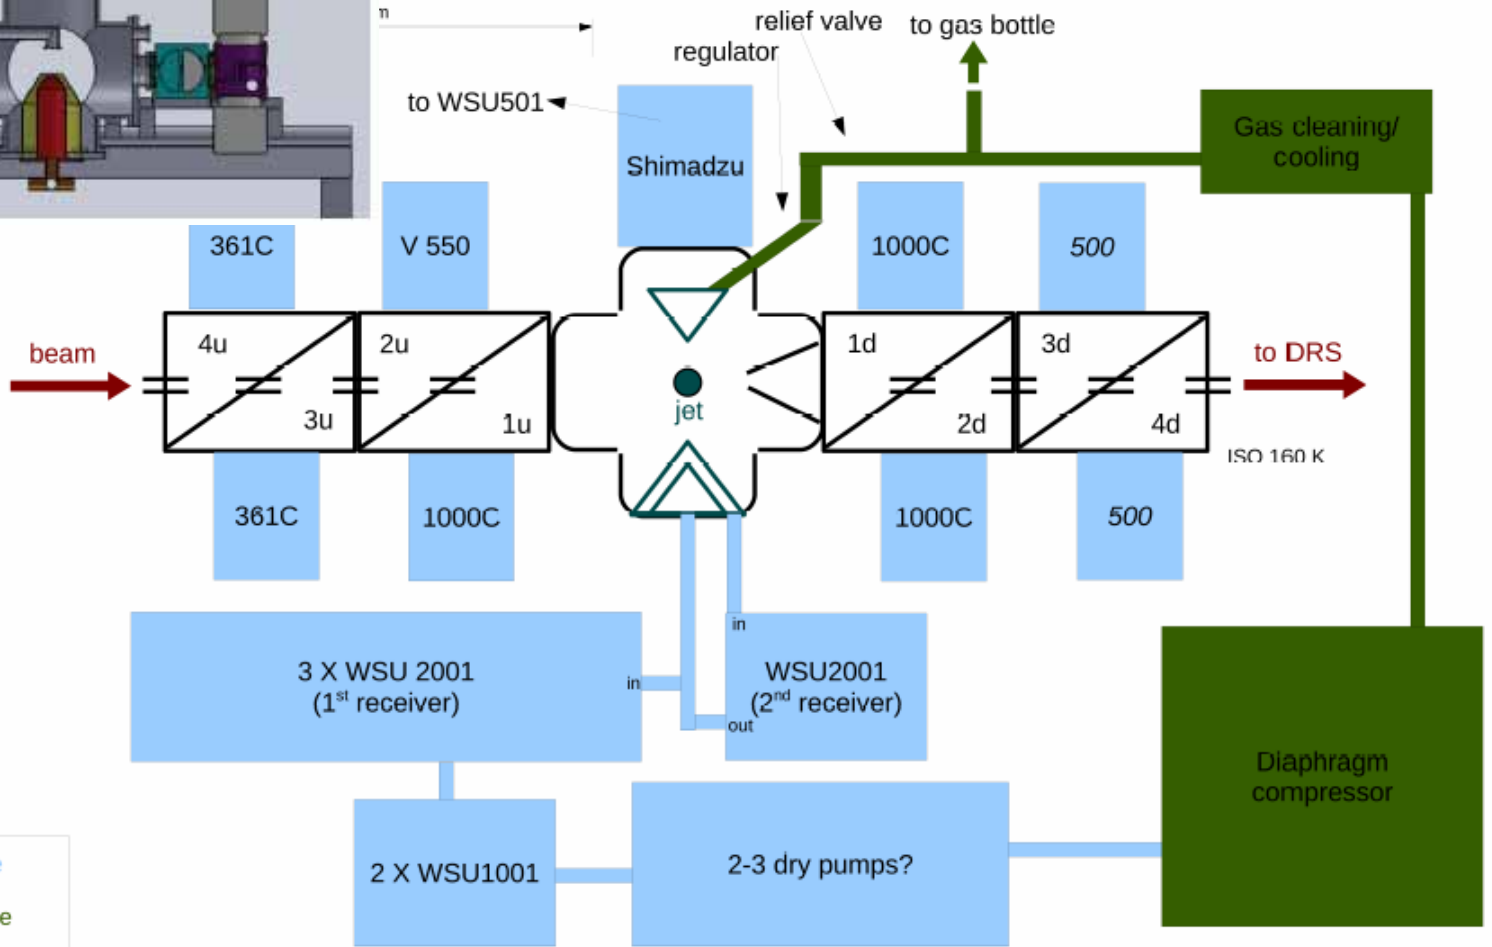 m
relief valve
to gas bottle
regulator
to WSU501
Shimadzu
Gas cleaning/
cooling
361C
V 550
1000C
500
beam
4u
2u
1d
3d
to DRS
jet
3u
1u
2d
4d
ISO 160 K
361C
1000C
1000C
500
in
3 X WSU 2001
(1st receiver)
in
WSU2001
(2nd receiver)
out
Diaphragm
compressor
2 X WSU1001
2-3 dry pumps?
e
e